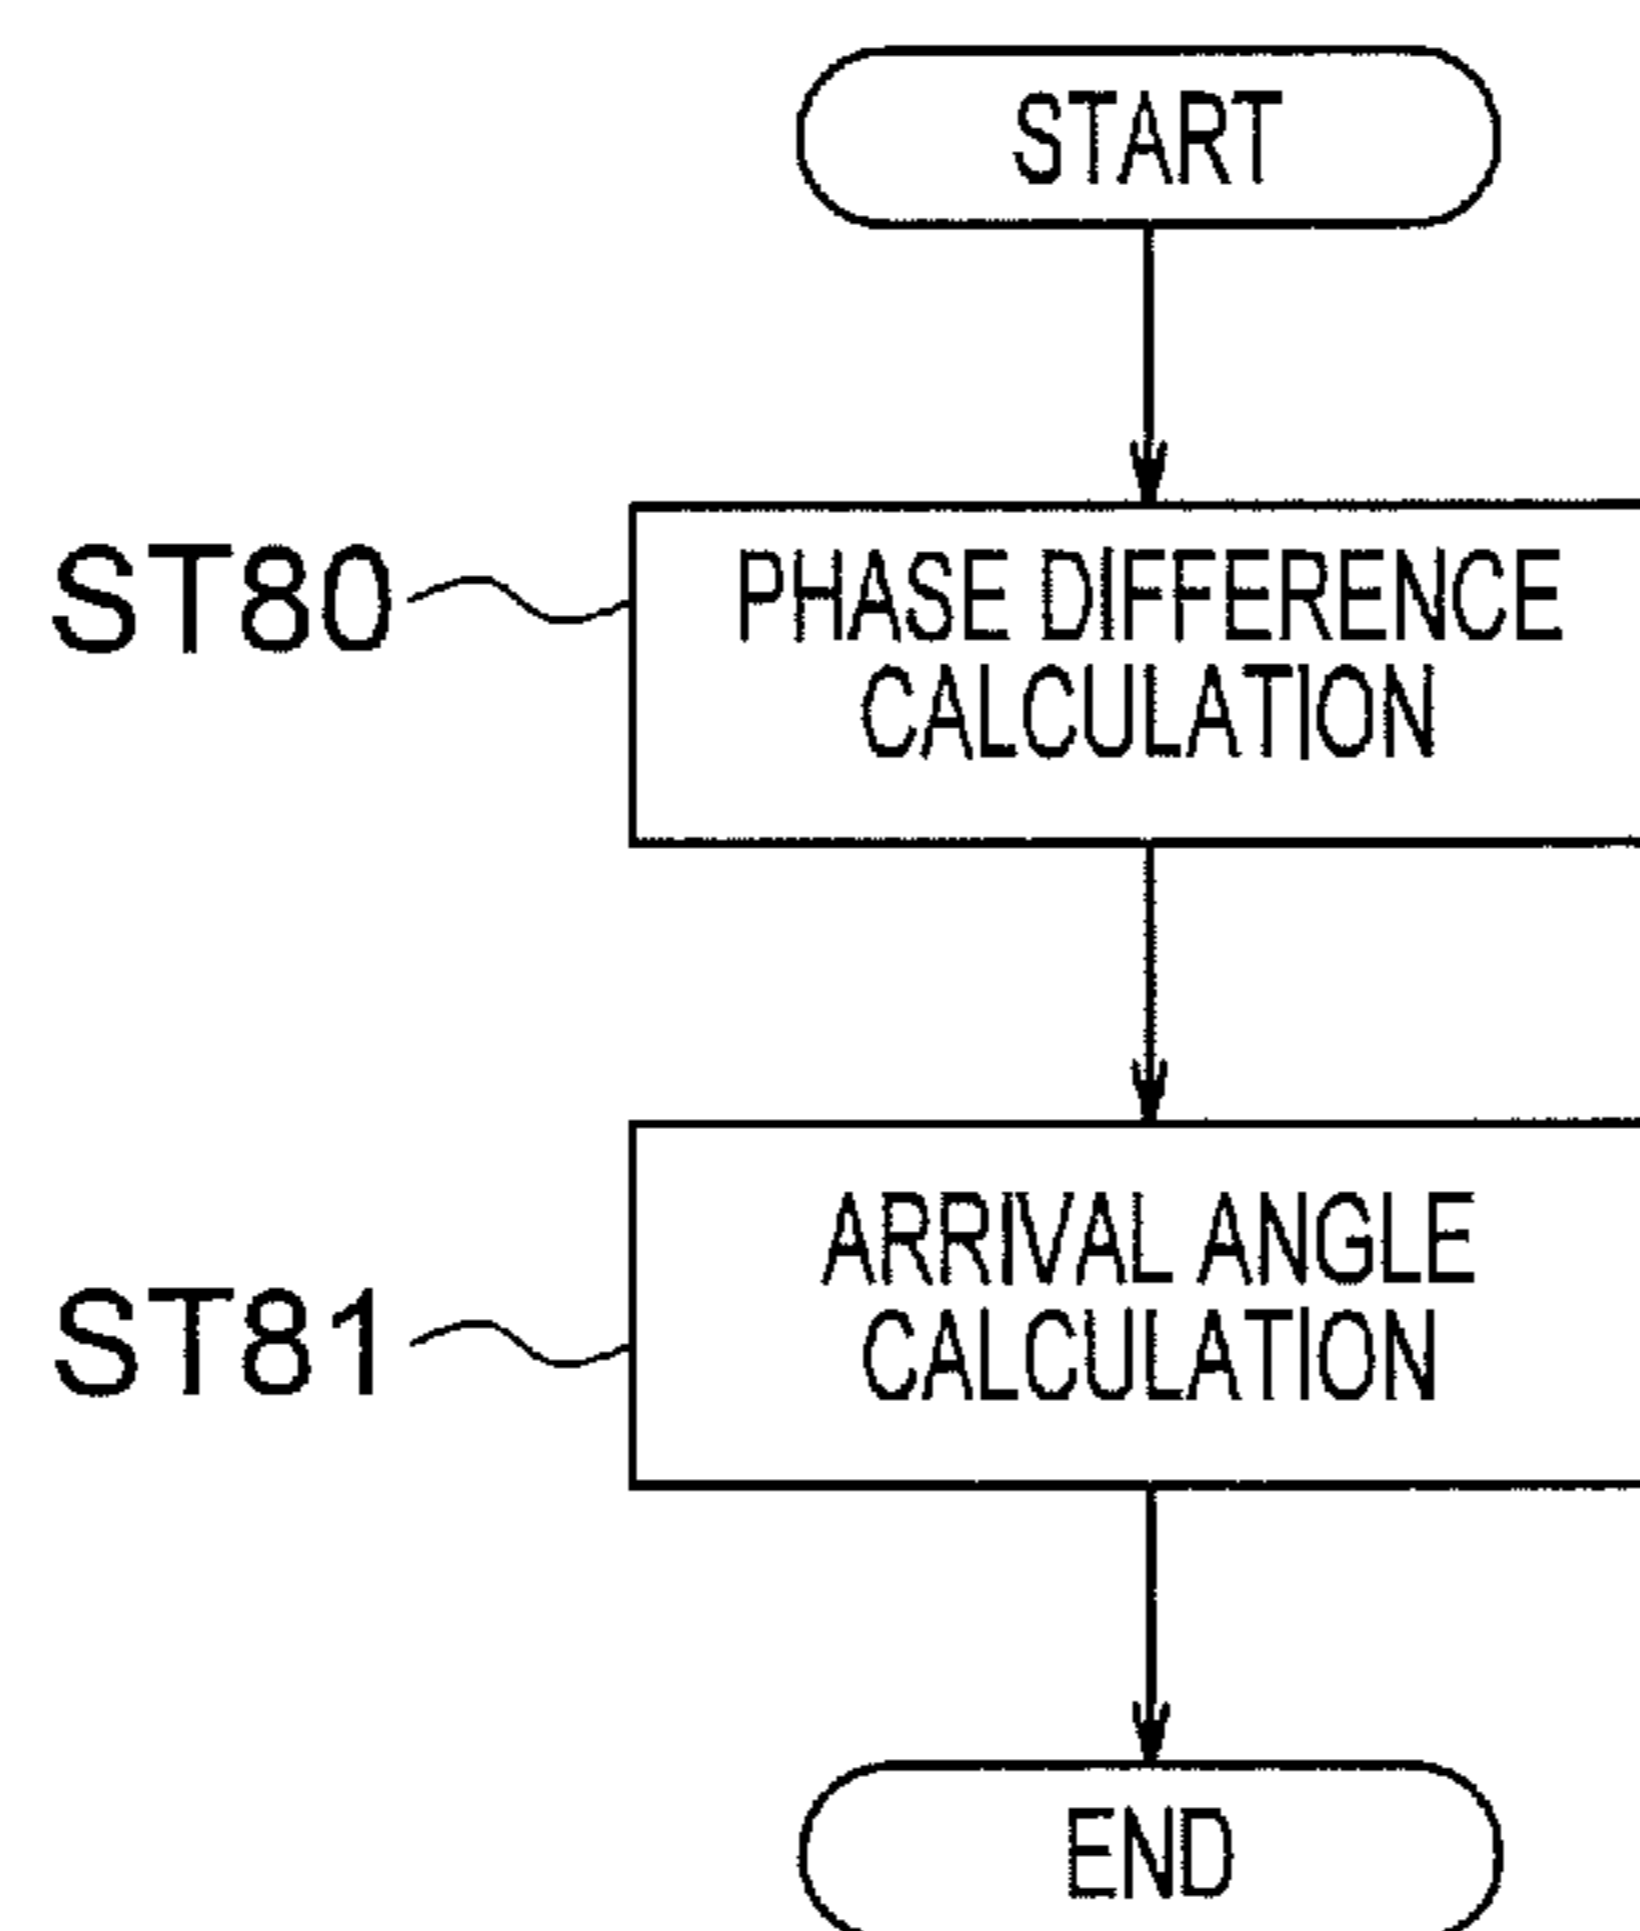 START
ST80
PHASE DIFFERENCE
CALCULATION
ST81
ARRIVAL ANGLE
CALCULATION
END